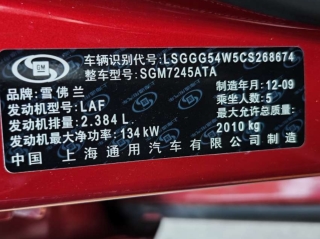 GM
车辆识别代号: LSGGG54W5CS268674
整车型号: SGM7245ATA
品牌: 雪佛兰
制造年月: 12-09
发动机型号: LAF
乘坐人数: 5
发动机排量: 2.384 L
最大允许总质量:
发动机最大净功率: 134 kW
2010 kg
中国 上海通用汽车有限公司制造